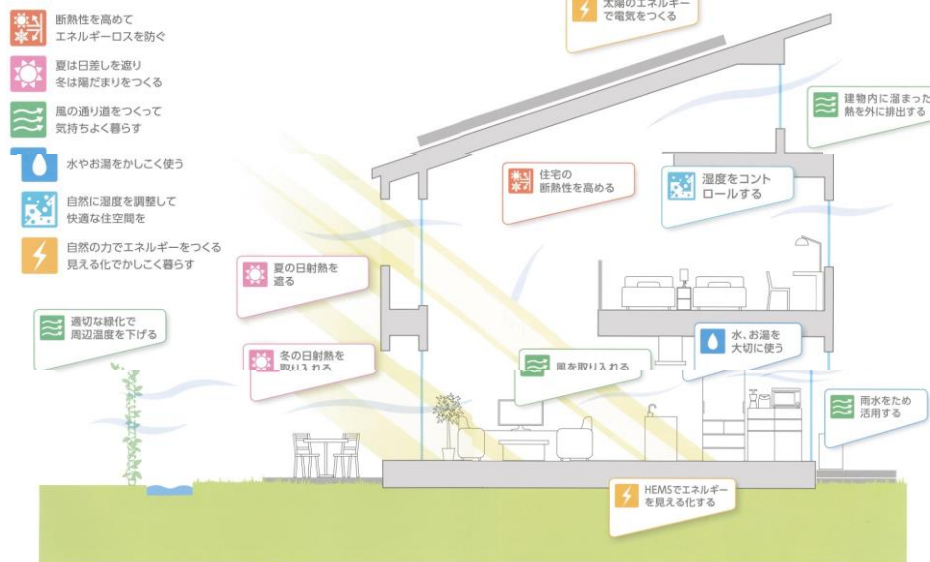 断熱性を高めて
エネルギーロスを防ぐ
夏は日差しを遮り
冬は陽だまりをつくる
風の通り道をつくって
気持ちよく暮らす
水やお湯をかしこく使う
自然に湿度を調整して
快適な住空間を
自然の力でエネルギーをつくる
見える化でかしこく暮らす
太陽のエネルギー
で電気をつくる
建物内に溜まった
熱を外に排出する
住宅の
断熱性を高める
湿度をコント
ロールする
夏の日射熱を
遮る
適切な緑化で
周辺温度を下げる
冬の日射熱を
取り入れる
風を取り入れる
水、お湯を
大切に使う
雨水をため
活用する
HEMSでエネルギー
を見える化する